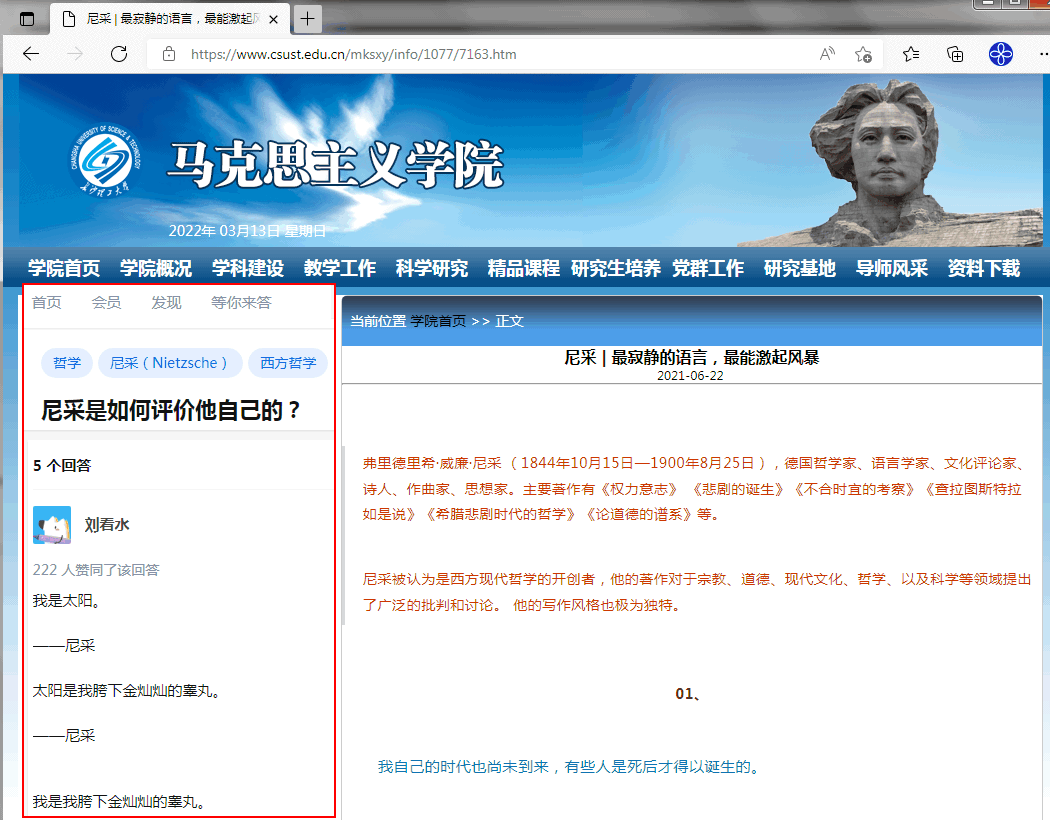 尼采 | 最寂静的语言，最能激起风
https://www.csust.edu.cn/mksxy/info/1077/7163.htm
CHANGSHA UNIVERSITY OF SCIENCE & TECHNOLOGY
长沙理工大学
马克思主义学院
2022年 03月13日 星期日
学院首页 学院概况 学科建设 教学工作 科学研究 精品课程 研究生培养 党群工作 研究基地 导师风采 资料下载
首页 会员 发现 等你来答
哲学 尼采（Nietzsche） 西方哲学
尼采是如何评价他自己的？
5 个回答
刘看水
222 人赞同了该回答
我是太阳。
——尼采
太阳是我胯下金灿灿的睾丸。
——尼采
我是我胯下金灿灿的睾丸。
当前位置 学院首页 >> 正文
尼采 | 最寂静的语言，最能激起风暴
2021-06-22
弗里德里希·威廉·尼采 （1844年10月15日—1900年8月25日），德国哲学家、语言学家、文化评论家、
诗人、作曲家、思想家。主要著作有《权力意志》 《悲剧的诞生》《不合时宜的考察》《查拉图斯特拉
如是说》《希腊悲剧时代的哲学》《论道德的谱系》等。
尼采被认为是西方现代哲学的开创者，他的著作对于宗教、道德、现代文化、哲学、以及科学等领域提出
了广泛的批判和讨论。 他的写作风格也极为独特。
01、
我自己的时代也尚未到来，有些人是死后才得以诞生的。